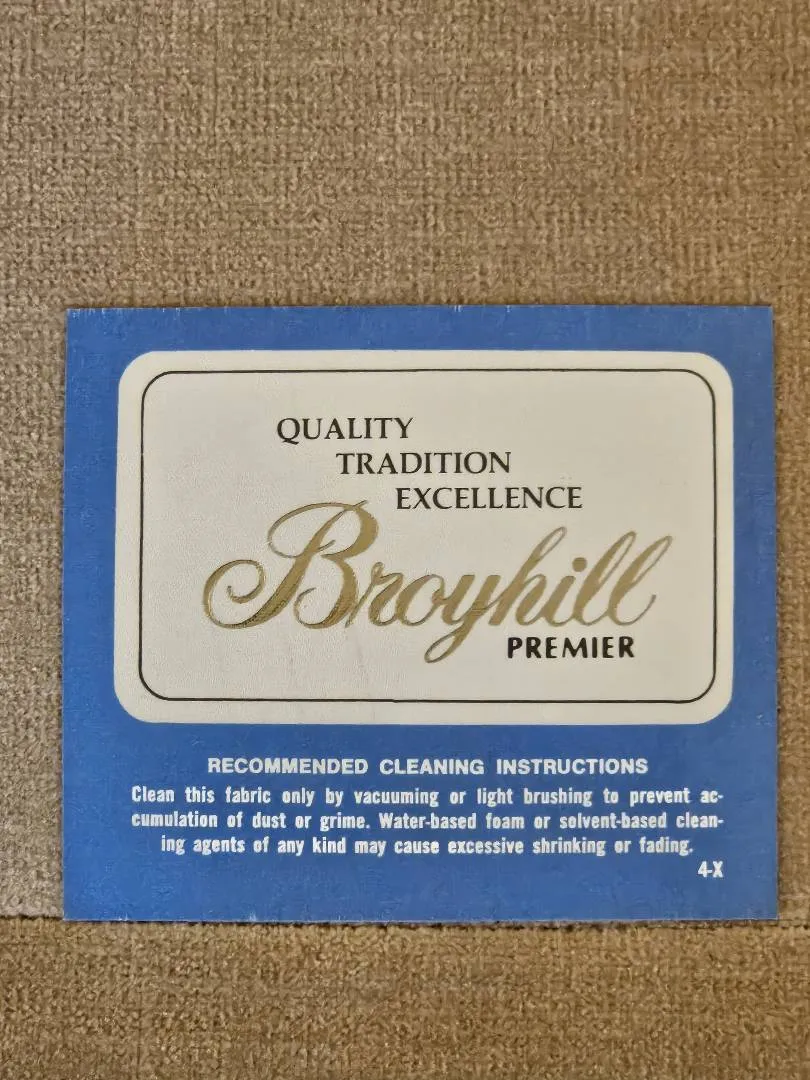 QUALITY
TRADITION
EXCELLENCE
Broyhill
PREMIER
RECOMMENDED CLEANING INSTRUCTIONS
Clean this fabric only by vacuuming or light brushing to prevent ac-
cumulation of dust or grime. Water-based foam or solvent-based clean-
ing agents of any kind may cause excessive shrinking or fading.
4-X